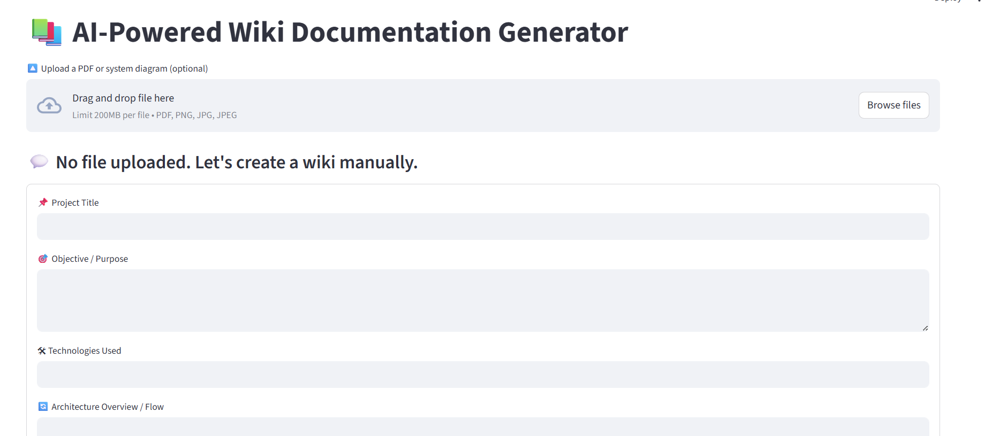 Deploy
AI-Powered Wiki Documentation Generator
Upload a PDF or system diagram (optional)
Drag and drop file here
Limit 200MB per file • PDF, PNG, JPG, JPEG
Browse files
No file uploaded. Let's create a wiki manually.
Project Title
Objective / Purpose
Technologies Used
Architecture Overview / Flow